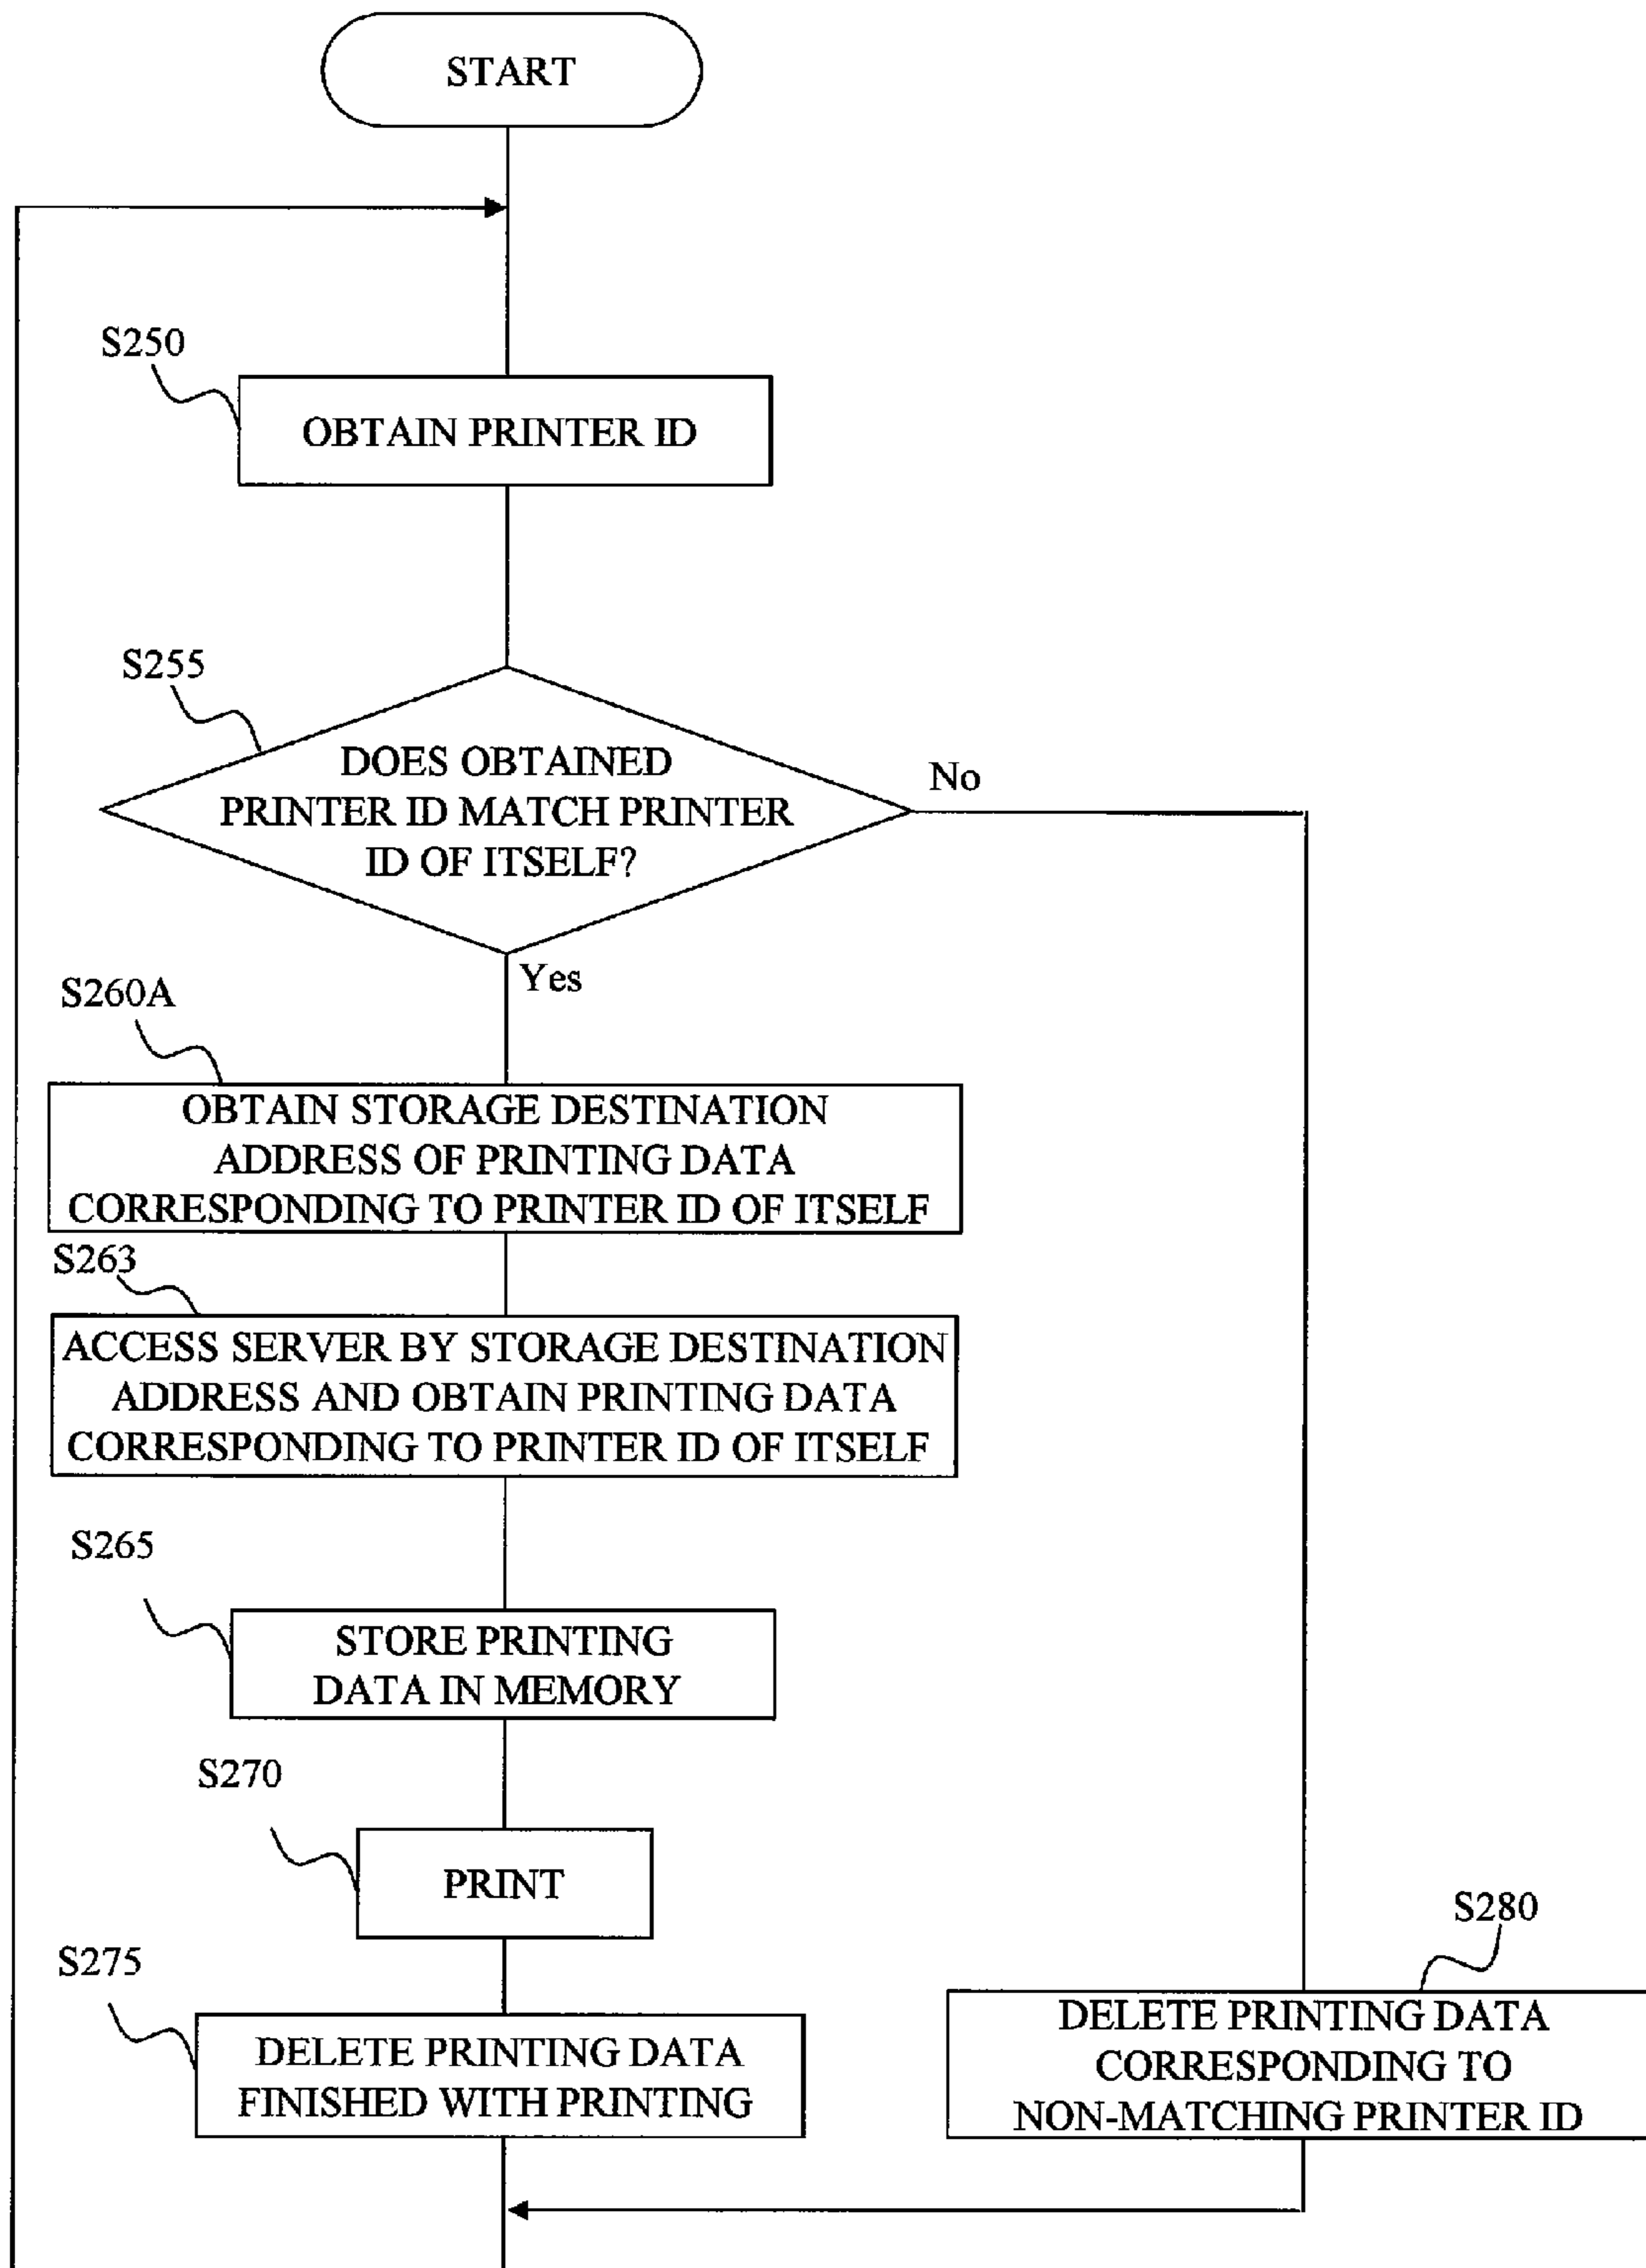 START
S250
OBTAIN PRINTER ID
S255
DOES OBTAINED
PRINTER ID MATCH PRINTER
ID OF ITSELF?
No
Yes
S260A
OBTAIN STORAGE DESTINATION
ADDRESS OF PRINTING DATA
CORRESPONDING TO PRINTER ID OF ITSELF
S263
ACCESS SERVER BY STORAGE DESTINATION
ADDRESS AND OBTAIN PRINTING DATA
CORRESPONDING TO PRINTER ID OF ITSELF
S265
STORE PRINTING
DATA IN MEMORY
S270
PRINT
S275
DELETE PRINTING DATA
FINISHED WITH PRINTING
S280
DELETE PRINTING DATA
CORRESPONDING TO
NON-MATCHING PRINTER ID